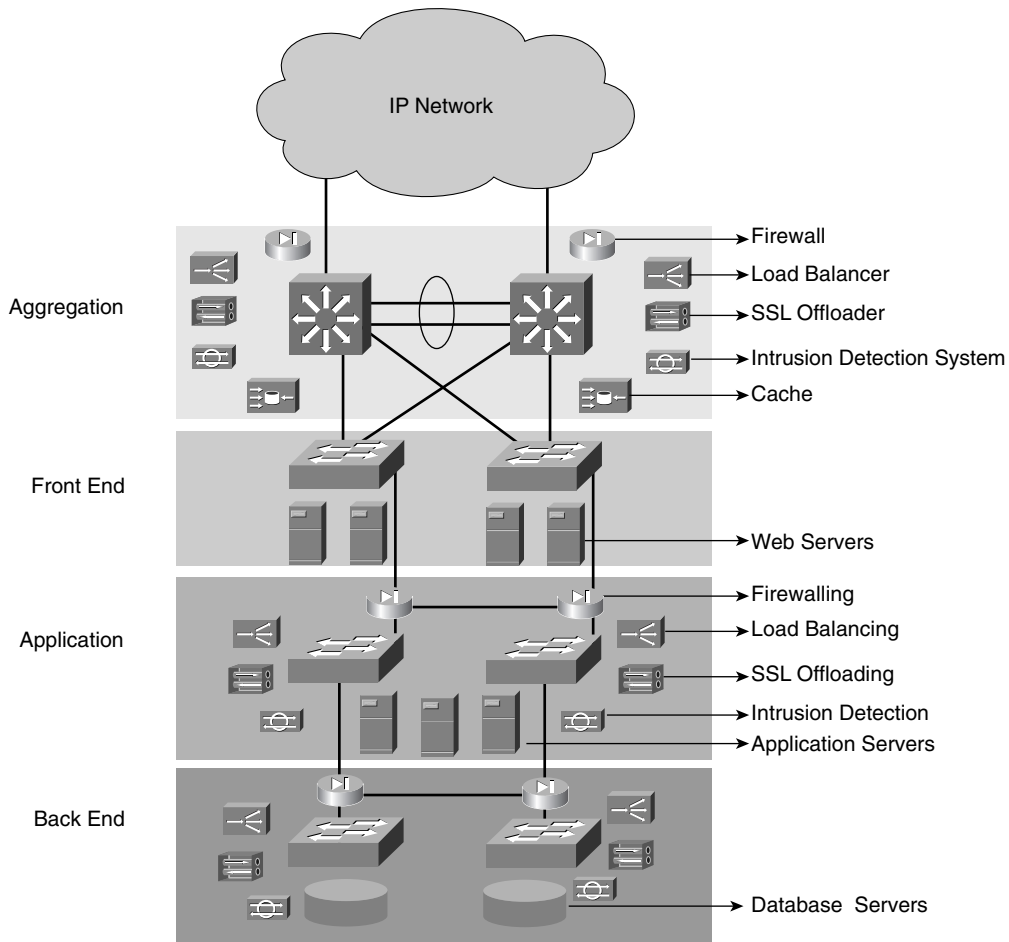 IP Network
Firewall
Load Balancer
Aggregation
SSL Offloader
Intrusion Detection System
Cache
Front End
Web Servers
Firewalling
Application
Load Balancing
SSL Offloading
Intrusion Detection
Application Servers
Back End
Database Servers